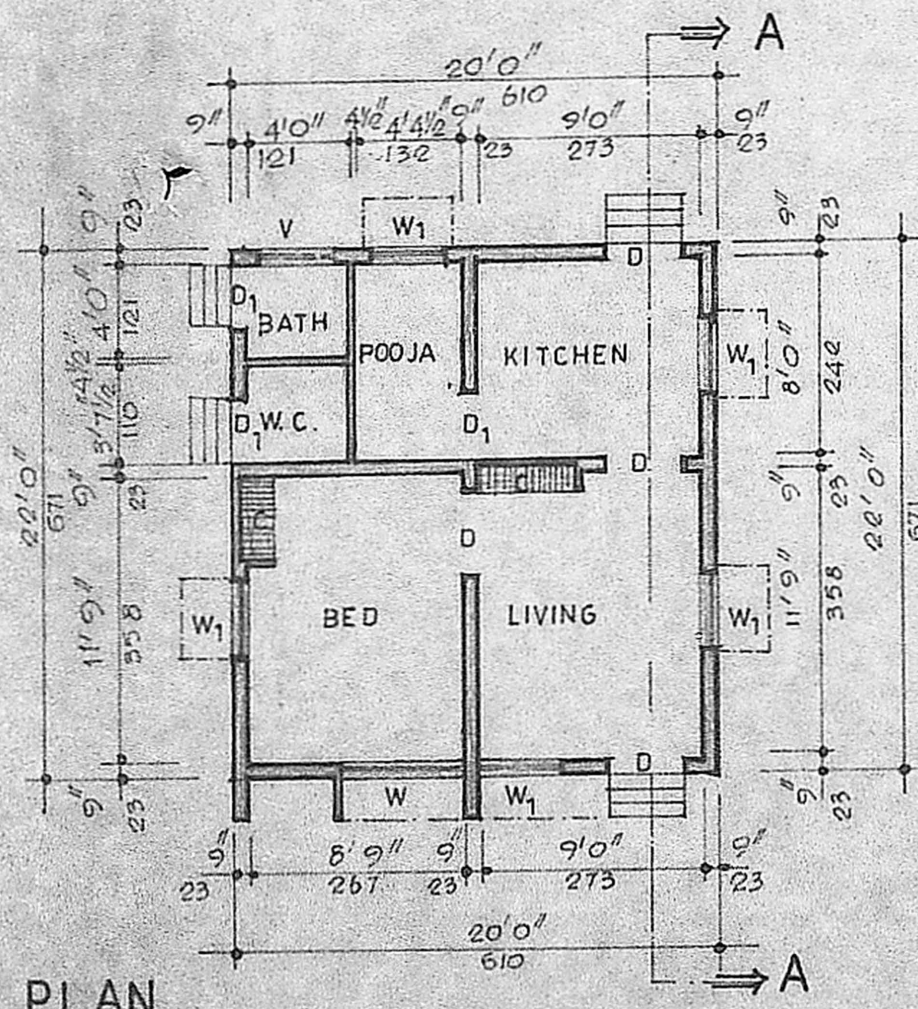 A
20'0"
610
9" 4'0" 4½" 4'4½" 9" 9'0" 9"
121 132 23 273 23
V W1
9" 23
9" 23
D
D1 BATH
4'0" 121
POOJA KITCHEN W1
8'0" 242
4½"
3'-7½" 110
D1 W.C. D1
22'0" 671
9" 23
D
9" 23
22'0" 671
C C
D
11'9" 358
W1 BED LIVING W1
11'9" 358
D
W W1
9" 23
9" 23
9" 8'9" 9" 9'0" 9"
23 267 23 273 23
20'0"
610
A
PLAN